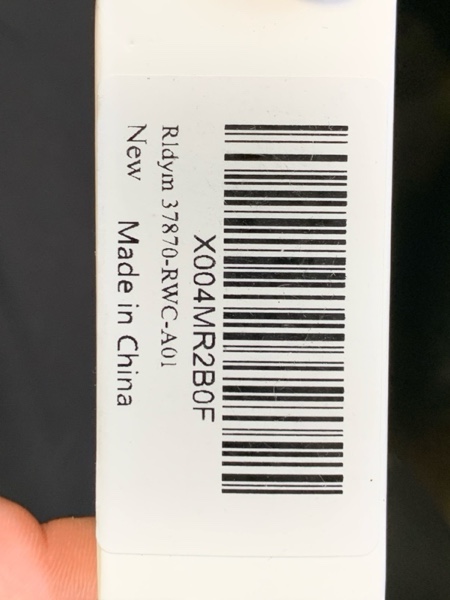 X004MR2B0F
Rldym 37870-RWC-A01
New Made in China